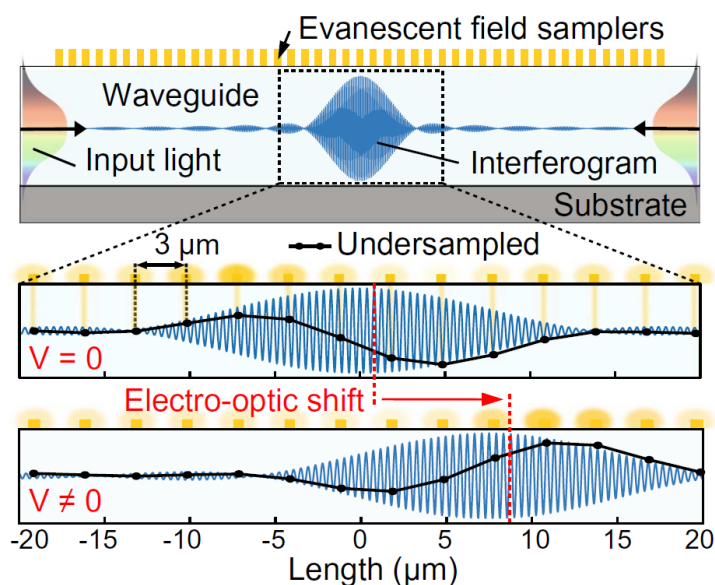 Evanescent field samplers
Waveguide
Input light
Interferogram
Substrate
3 μm
Undersampled
V = 0
Electro-optic shift
V ≠ 0
-20 -15 -10 -5 0 5 10 15 20
Length (μm)